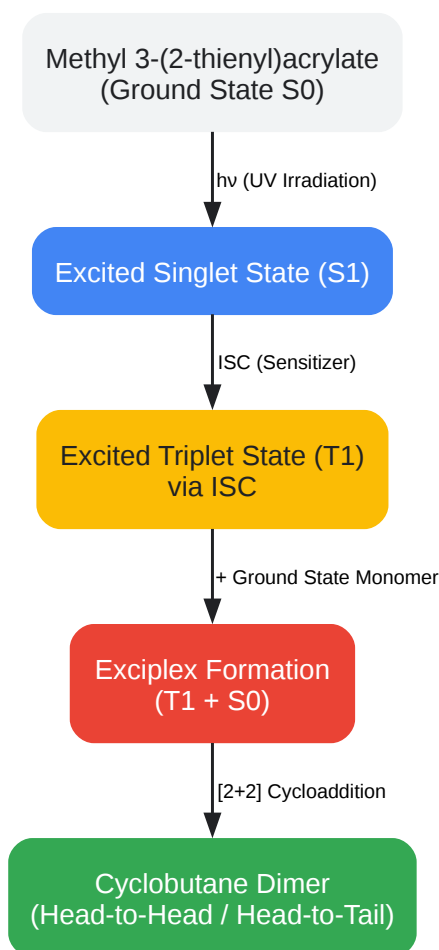 Methyl 3-(2-thienyl)acrylate
(Ground State S0)
hν (UV Irradiation)
Excited Singlet State (S1)
ISC (Sensitizer)
Excited Triplet State (T1)
via ISC
+ Ground State Monomer
Exciplex Formation
(T1 + S0)
[2+2] Cycloaddition
Cyclobutane Dimer
(Head-to-Head / Head-to-Tail)